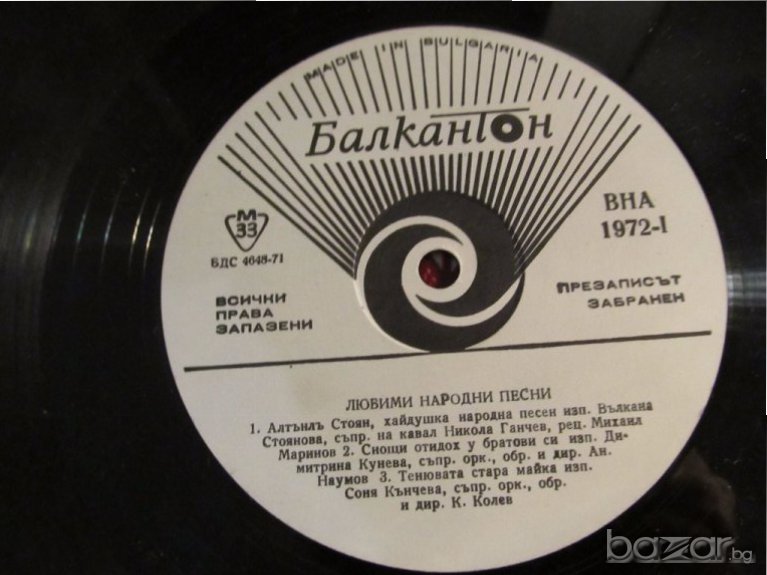 MADE IN BULGARIA
Балкантон
М
33
БДС 4648-71
ВНА
1972-I
ВСИЧКИ
ПРАВА
ЗАПАЗЕНИ
ПРЕЗАПИСЪТ
ЗАБРАНЕН
ЛЮБИМИ НАРОДНИ ПЕСНИ
1. Алтънлъ Стоян, хайдушка народна песен изп. Вълкана
Стоянова, съпр. на кавал Никола Ганчев, рец. Михаил
Маринов 2. Снощи отидох у братови си изп. Ди-
митрина Кунева, съпр. орк., обр. и дир. Ан.
Наумов 3. Тенювата стара майка изп.
Соня Кънчева, съпр. орк., обр.
и дир. К. Колев
bazar.bg